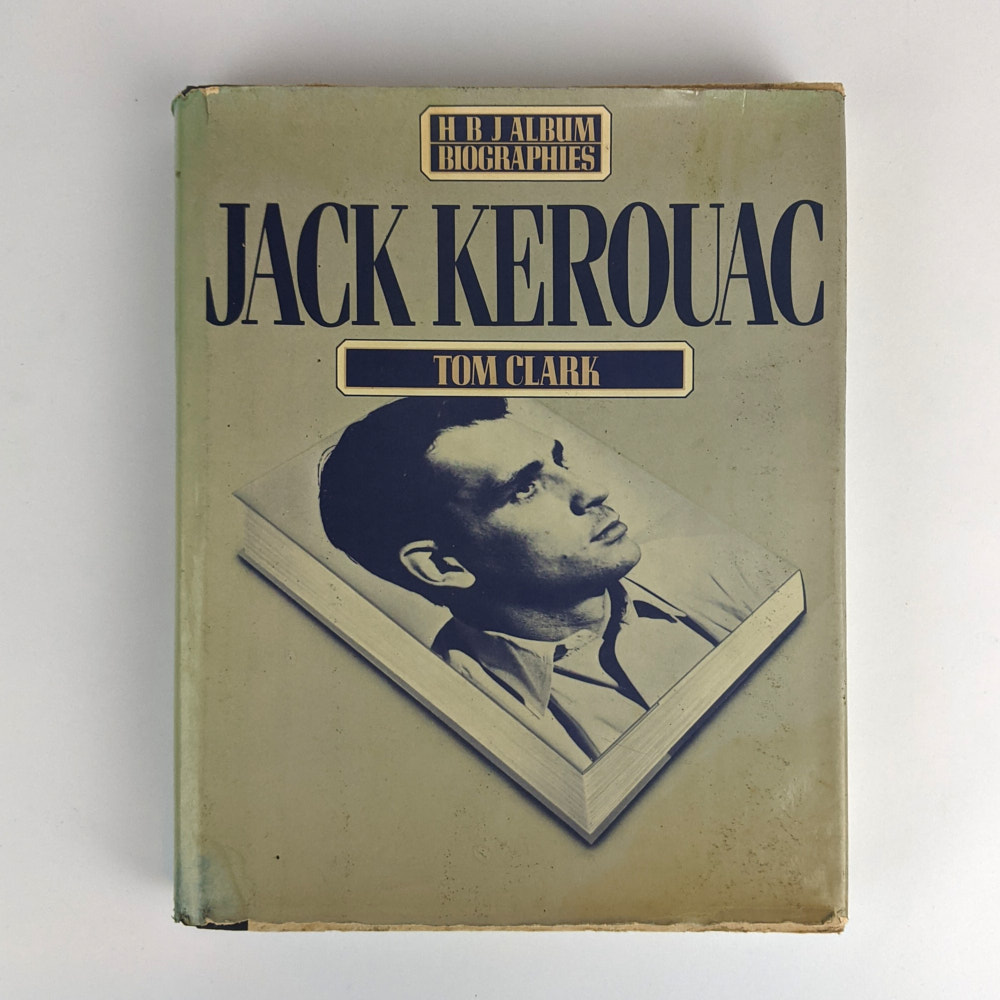 H B J ALBUM
BIOGRAPHIES
JACK KEROUAC
TOM CLARK